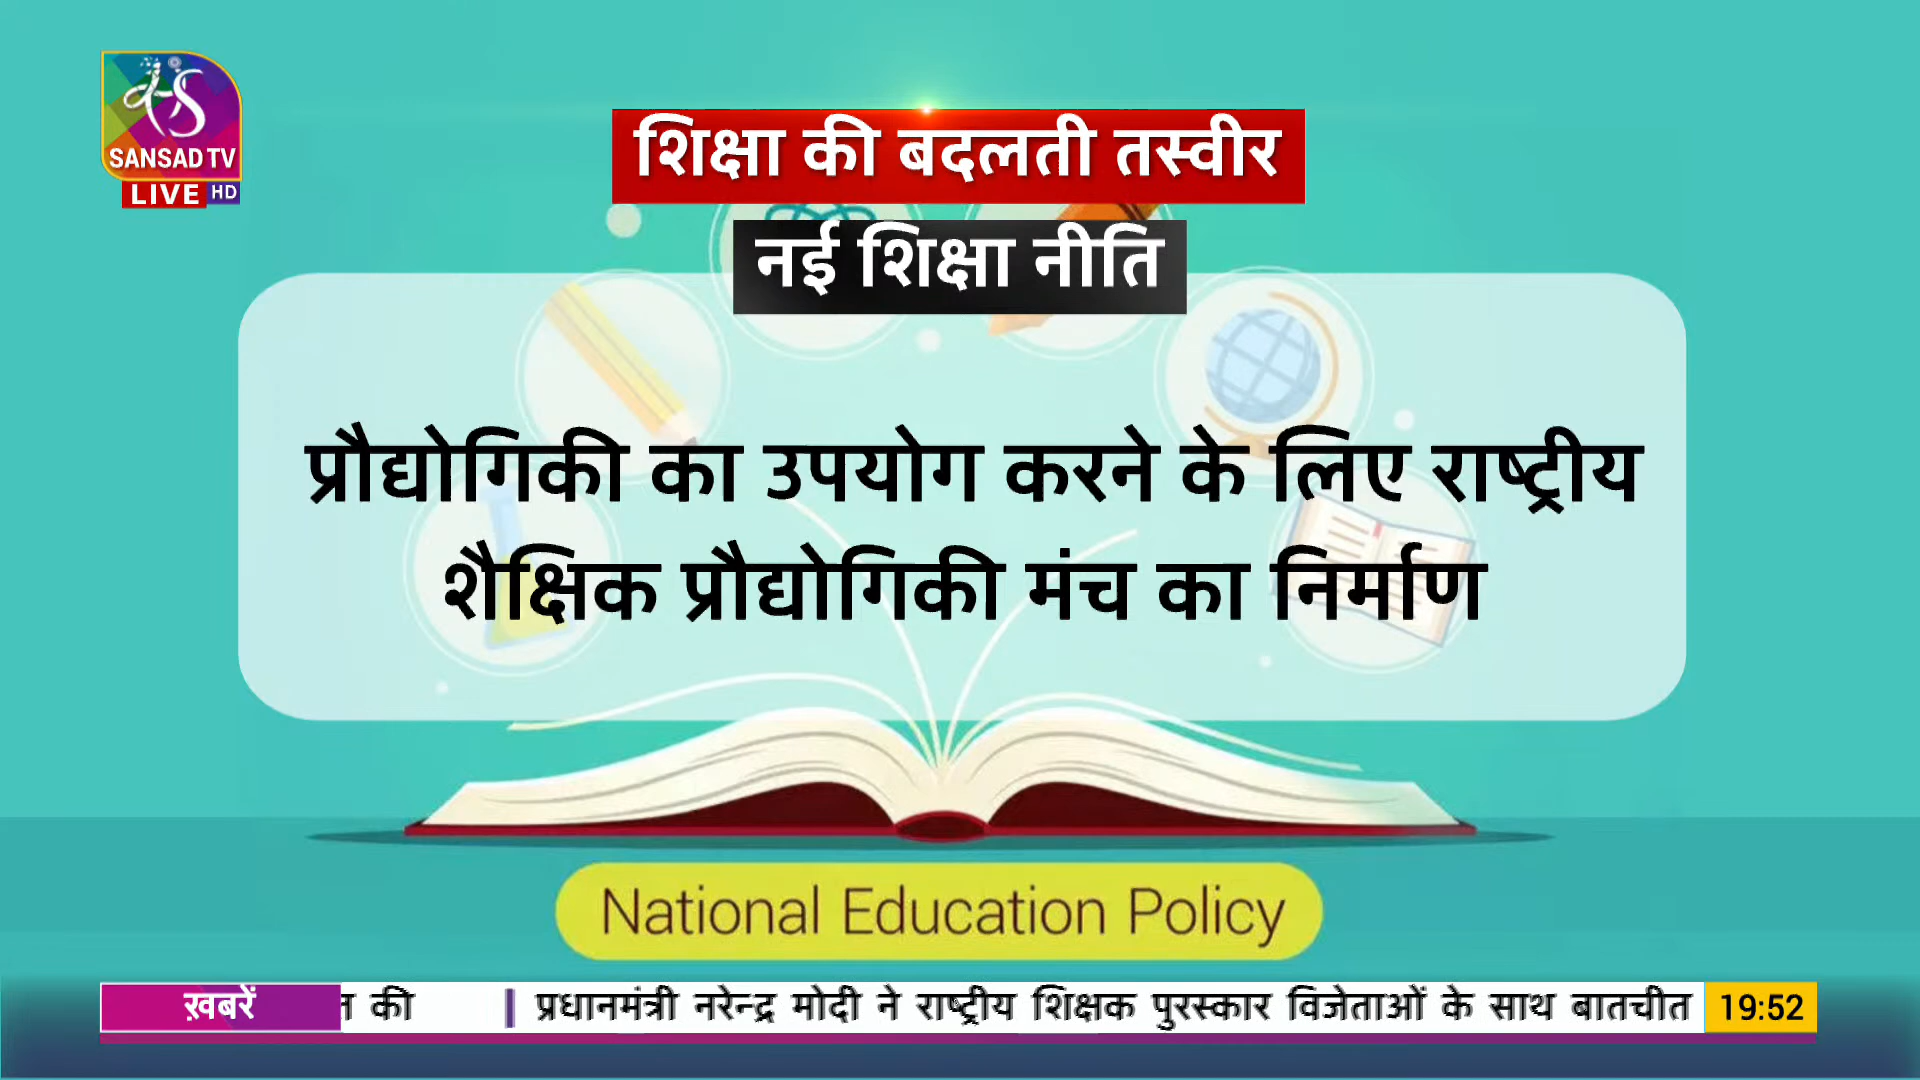 SANSAD TV
LIVE HD
शिक्षा की बदलती तस्वीर
नई शिक्षा नीति
प्रौद्योगिकी का उपयोग करने के लिए राष्ट्रीय
शैक्षिक प्रौद्योगिकी मंच का निर्माण
National Education Policy
ख़बरें की | प्रधानमंत्री नरेन्द्र मोदी ने राष्ट्रीय शिक्षक पुरस्कार विजेताओं के साथ बातचीत 19:52